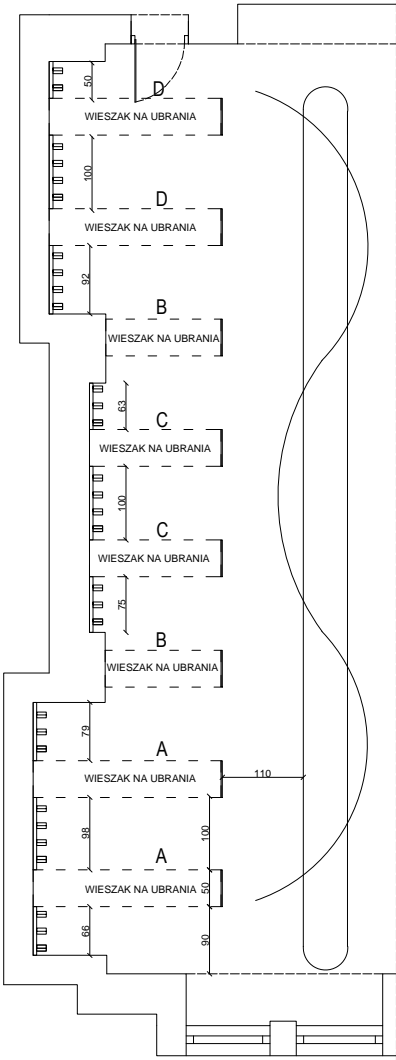 50
D
WIESZAK NA UBRANIA
100
D
WIESZAK NA UBRANIA
92
B
WIESZAK NA UBRANIA
63
C
WIESZAK NA UBRANIA
100
C
WIESZAK NA UBRANIA
75
B
WIESZAK NA UBRANIA
79
A
WIESZAK NA UBRANIA
110
98
100
A
WIESZAK NA UBRANIA
50
66
90